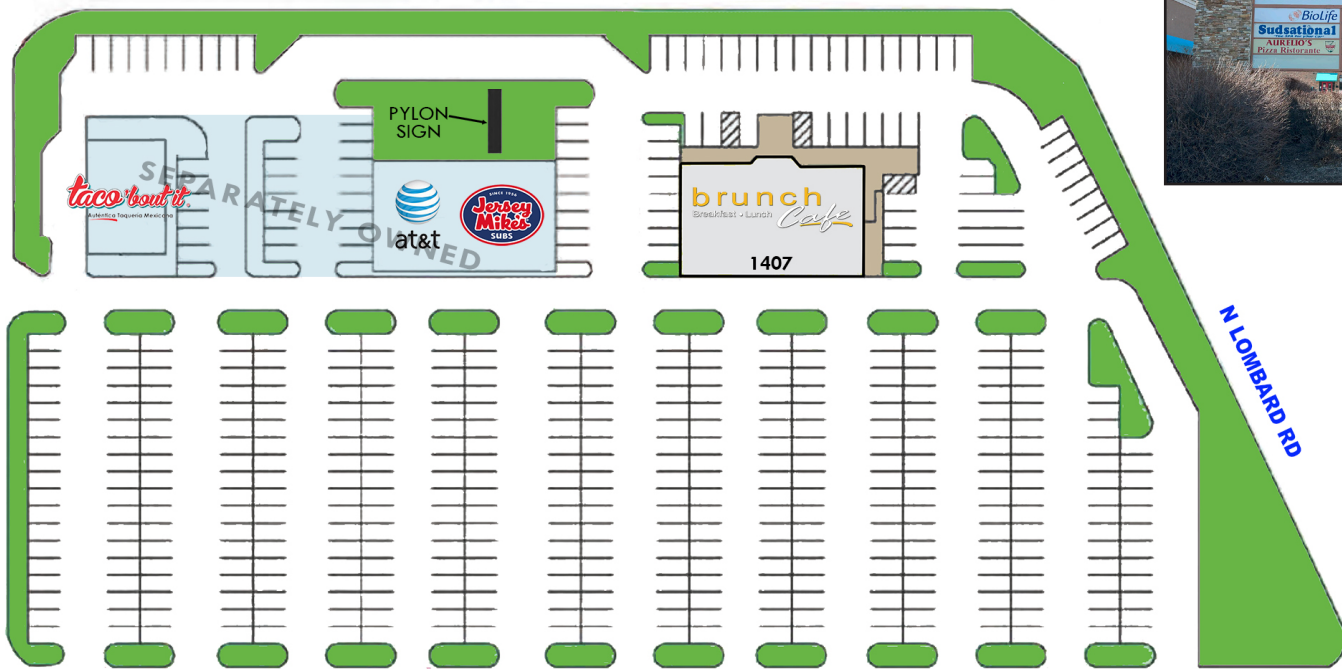 BioLife
Sudsational
AURELIO'S
Pizza Ristorante
PYLON
SIGN
SEPARATELY OWNED
taco 'bout it.
Auténtica Taqueria Mexicana
at&t
SINCE 1956
Jersey
Mike's
SUBS
brunch
Breakfast • Lunch
Cafe
1407
N LOMBARD RD